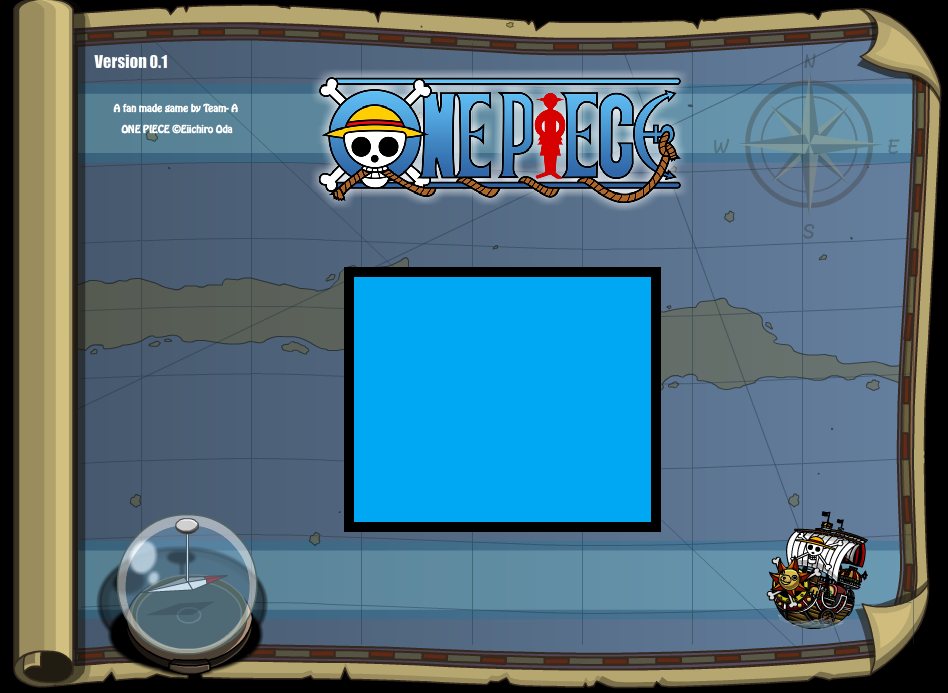 Version 0.1
A fan made game by Team- A
ONE PIECE ©Eiichiro Oda
ONE PIECE
N
W
E
S